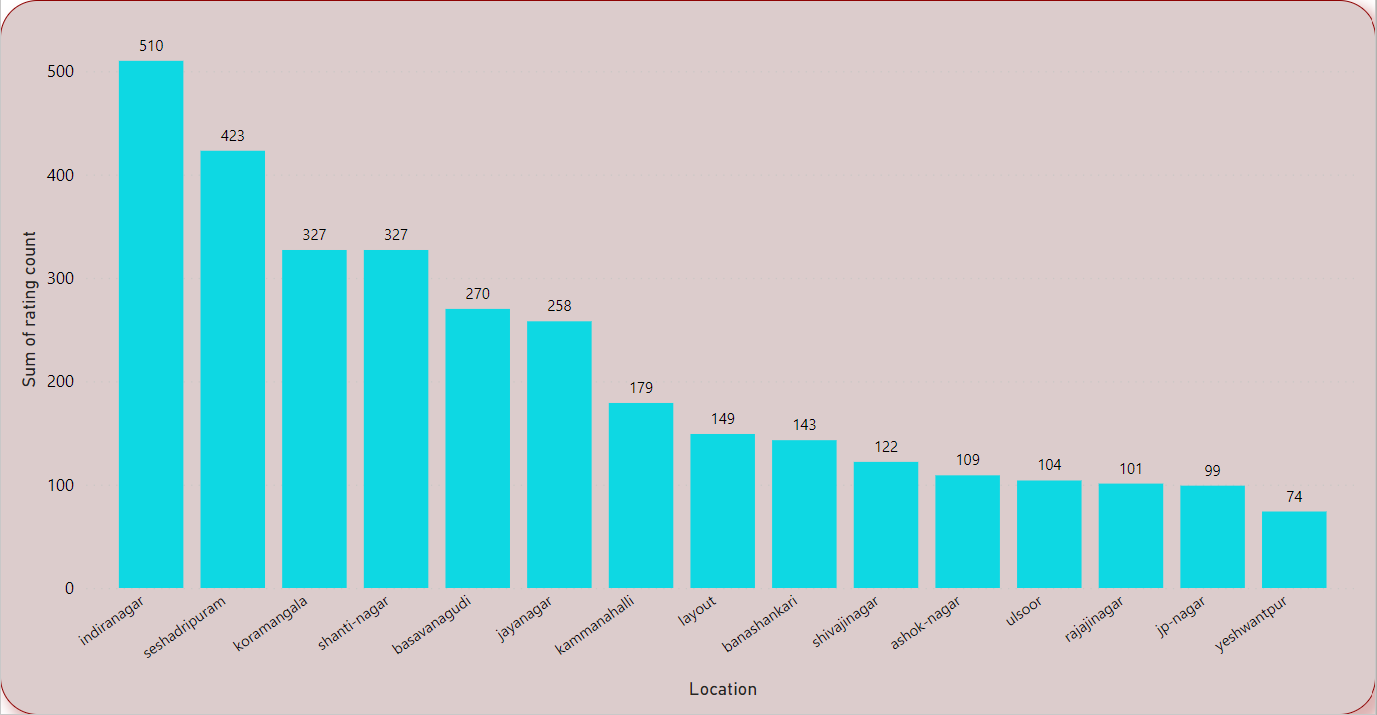 Sum of rating count
500
400
300
200
100
0
510
423
327
327
270
258
179
149
143
122
109
104
101
99
74
indiranagar
seshadripuram
koramangala
shanti-nagar
basavanagudi
jayanagar
kammanahalli
layout
banashankari
shivajinagar
ashok-nagar
ulsoor
rajajinagar
jp-nagar
yeshwantpur
Location